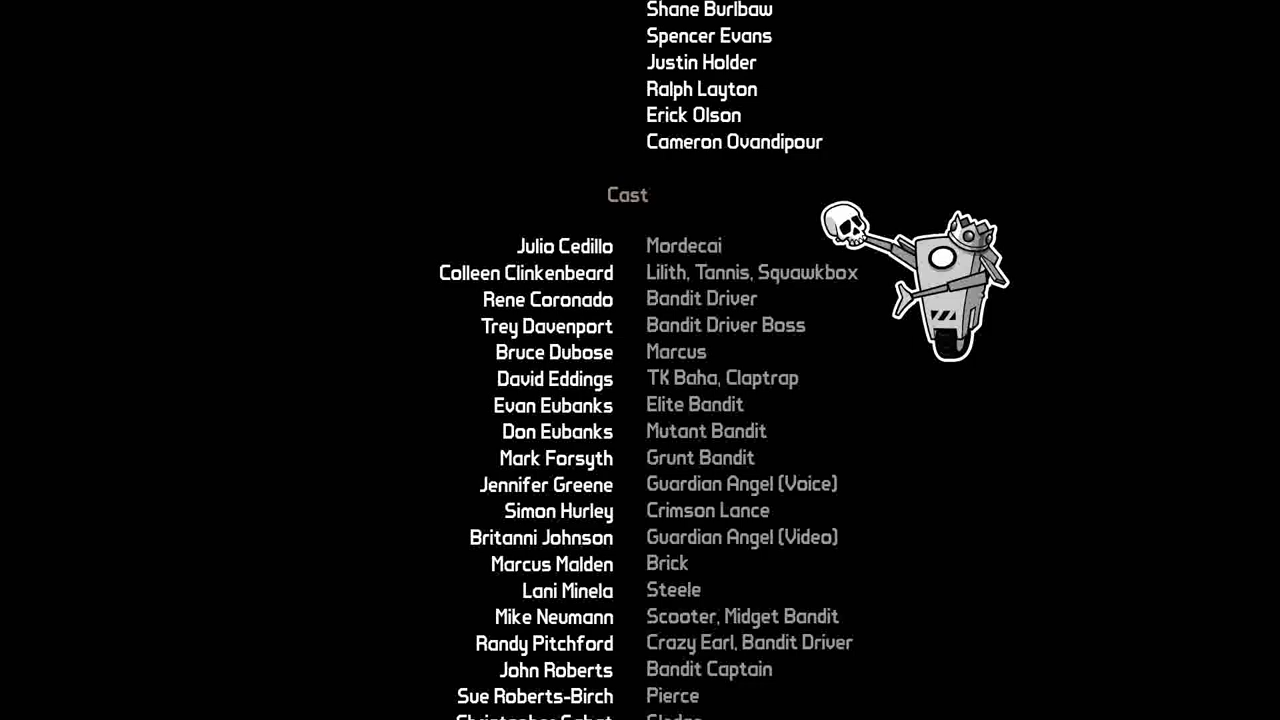 Shane Burlbaw
Spencer Evans
Justin Holder
Ralph Layton
Erick Olson
Cameron Ovandipour
Cast
Julio Cedillo Mordecai
Colleen Clinkenbeard Lilith, Tannis, Squawkbox
Rene Coronado Bandit Driver
Trey Davenport Bandit Driver Boss
Bruce Dubose Marcus
David Eddings TK Baha, Claptrap
Evan Eubanks Elite Bandit
Don Eubanks Mutant Bandit
Mark Forsyth Grunt Bandit
Jennifer Greene Guardian Angel (Voice)
Simon Hurley Crimson Lance
Britanni Johnson Guardian Angel (Video)
Marcus Malden Brick
Lani Minela Steele
Mike Neumann Scooter, Midget Bandit
Randy Pitchford Crazy Earl, Bandit Driver
John Roberts Bandit Captain
Sue Roberts-Birch Pierce